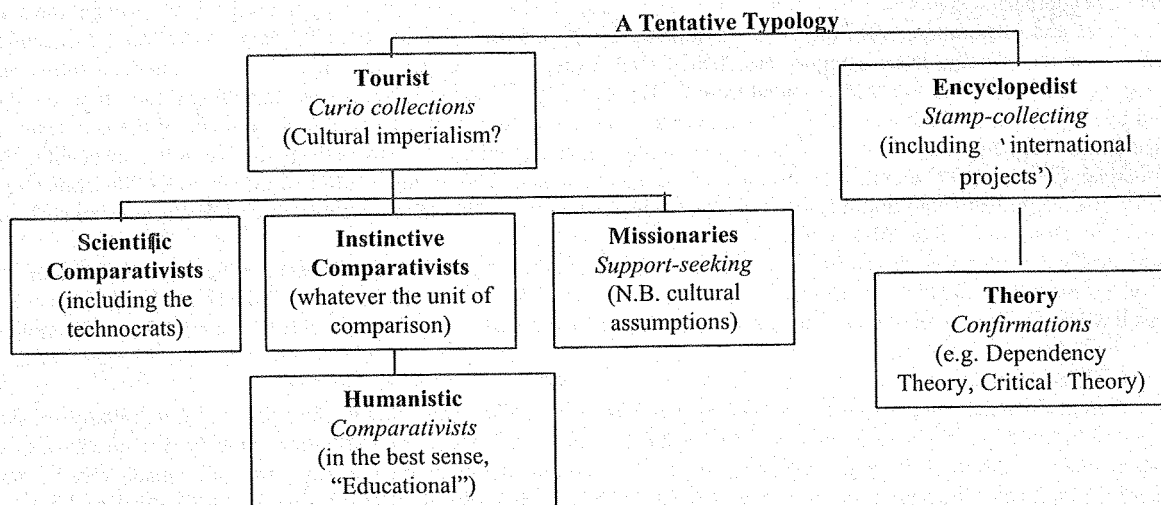 A Tentative Typology
Tourist
Curio collections
(Cultural imperialism?
Encyclopedist
Stamp-collecting
(including ‘international
projects’)
Scientific
Comparativists
(including the
technocrats)
Instinctive
Comparativists
(whatever the unit of
comparison)
Missionaries
Support-seeking
(N.B. cultural
assumptions)
Theory
Confirmations
(e.g. Dependency
Theory, Critical Theory)
Humanistic
Comparativists
(in the best sense,
“Educational”)